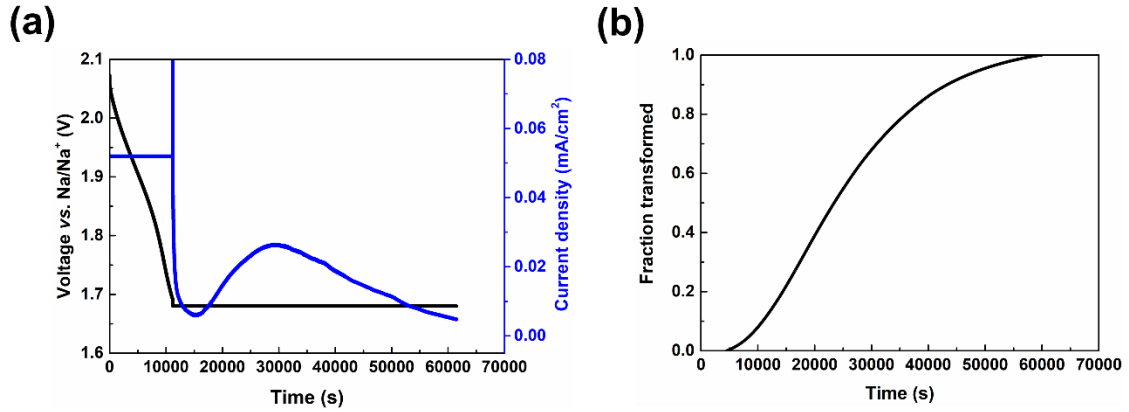 (a)
2.1
2.0
1.9
1.8
1.7
1.6
Voltage vs. Na/Na⁺ (V)
0 10000 20000 30000 40000 50000 60000 70000
Time (s)
0.08
0.06
0.04
0.02
0.00
Current density (mA/cm²)
(b)
1.0
0.8
0.6
0.4
0.2
0.0
Fraction transformed
0 10000 20000 30000 40000 50000 60000 70000
Time (s)